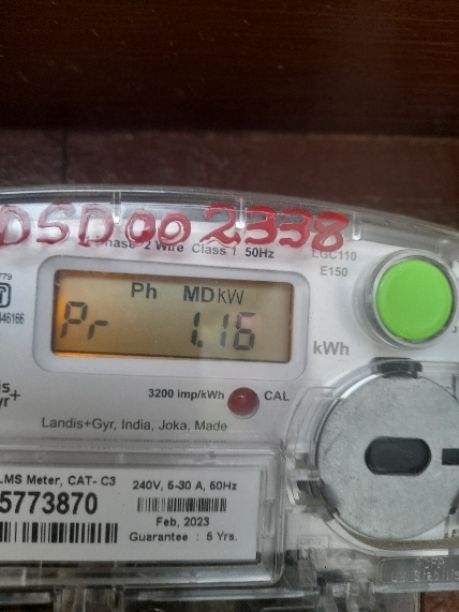 DSD002338
Phase 2 Wire Class 1 50Hz
LGC110
E150
Ph MD kW
Pr 1.16
kWh
3200 imp/kWh CAL
Landis+Gyr, India, Joka, Made
LMS Meter, CAT- C3
240V, 5-30 A, 50Hz
5773870
Feb, 2023
Guarantee : 5 Yrs.